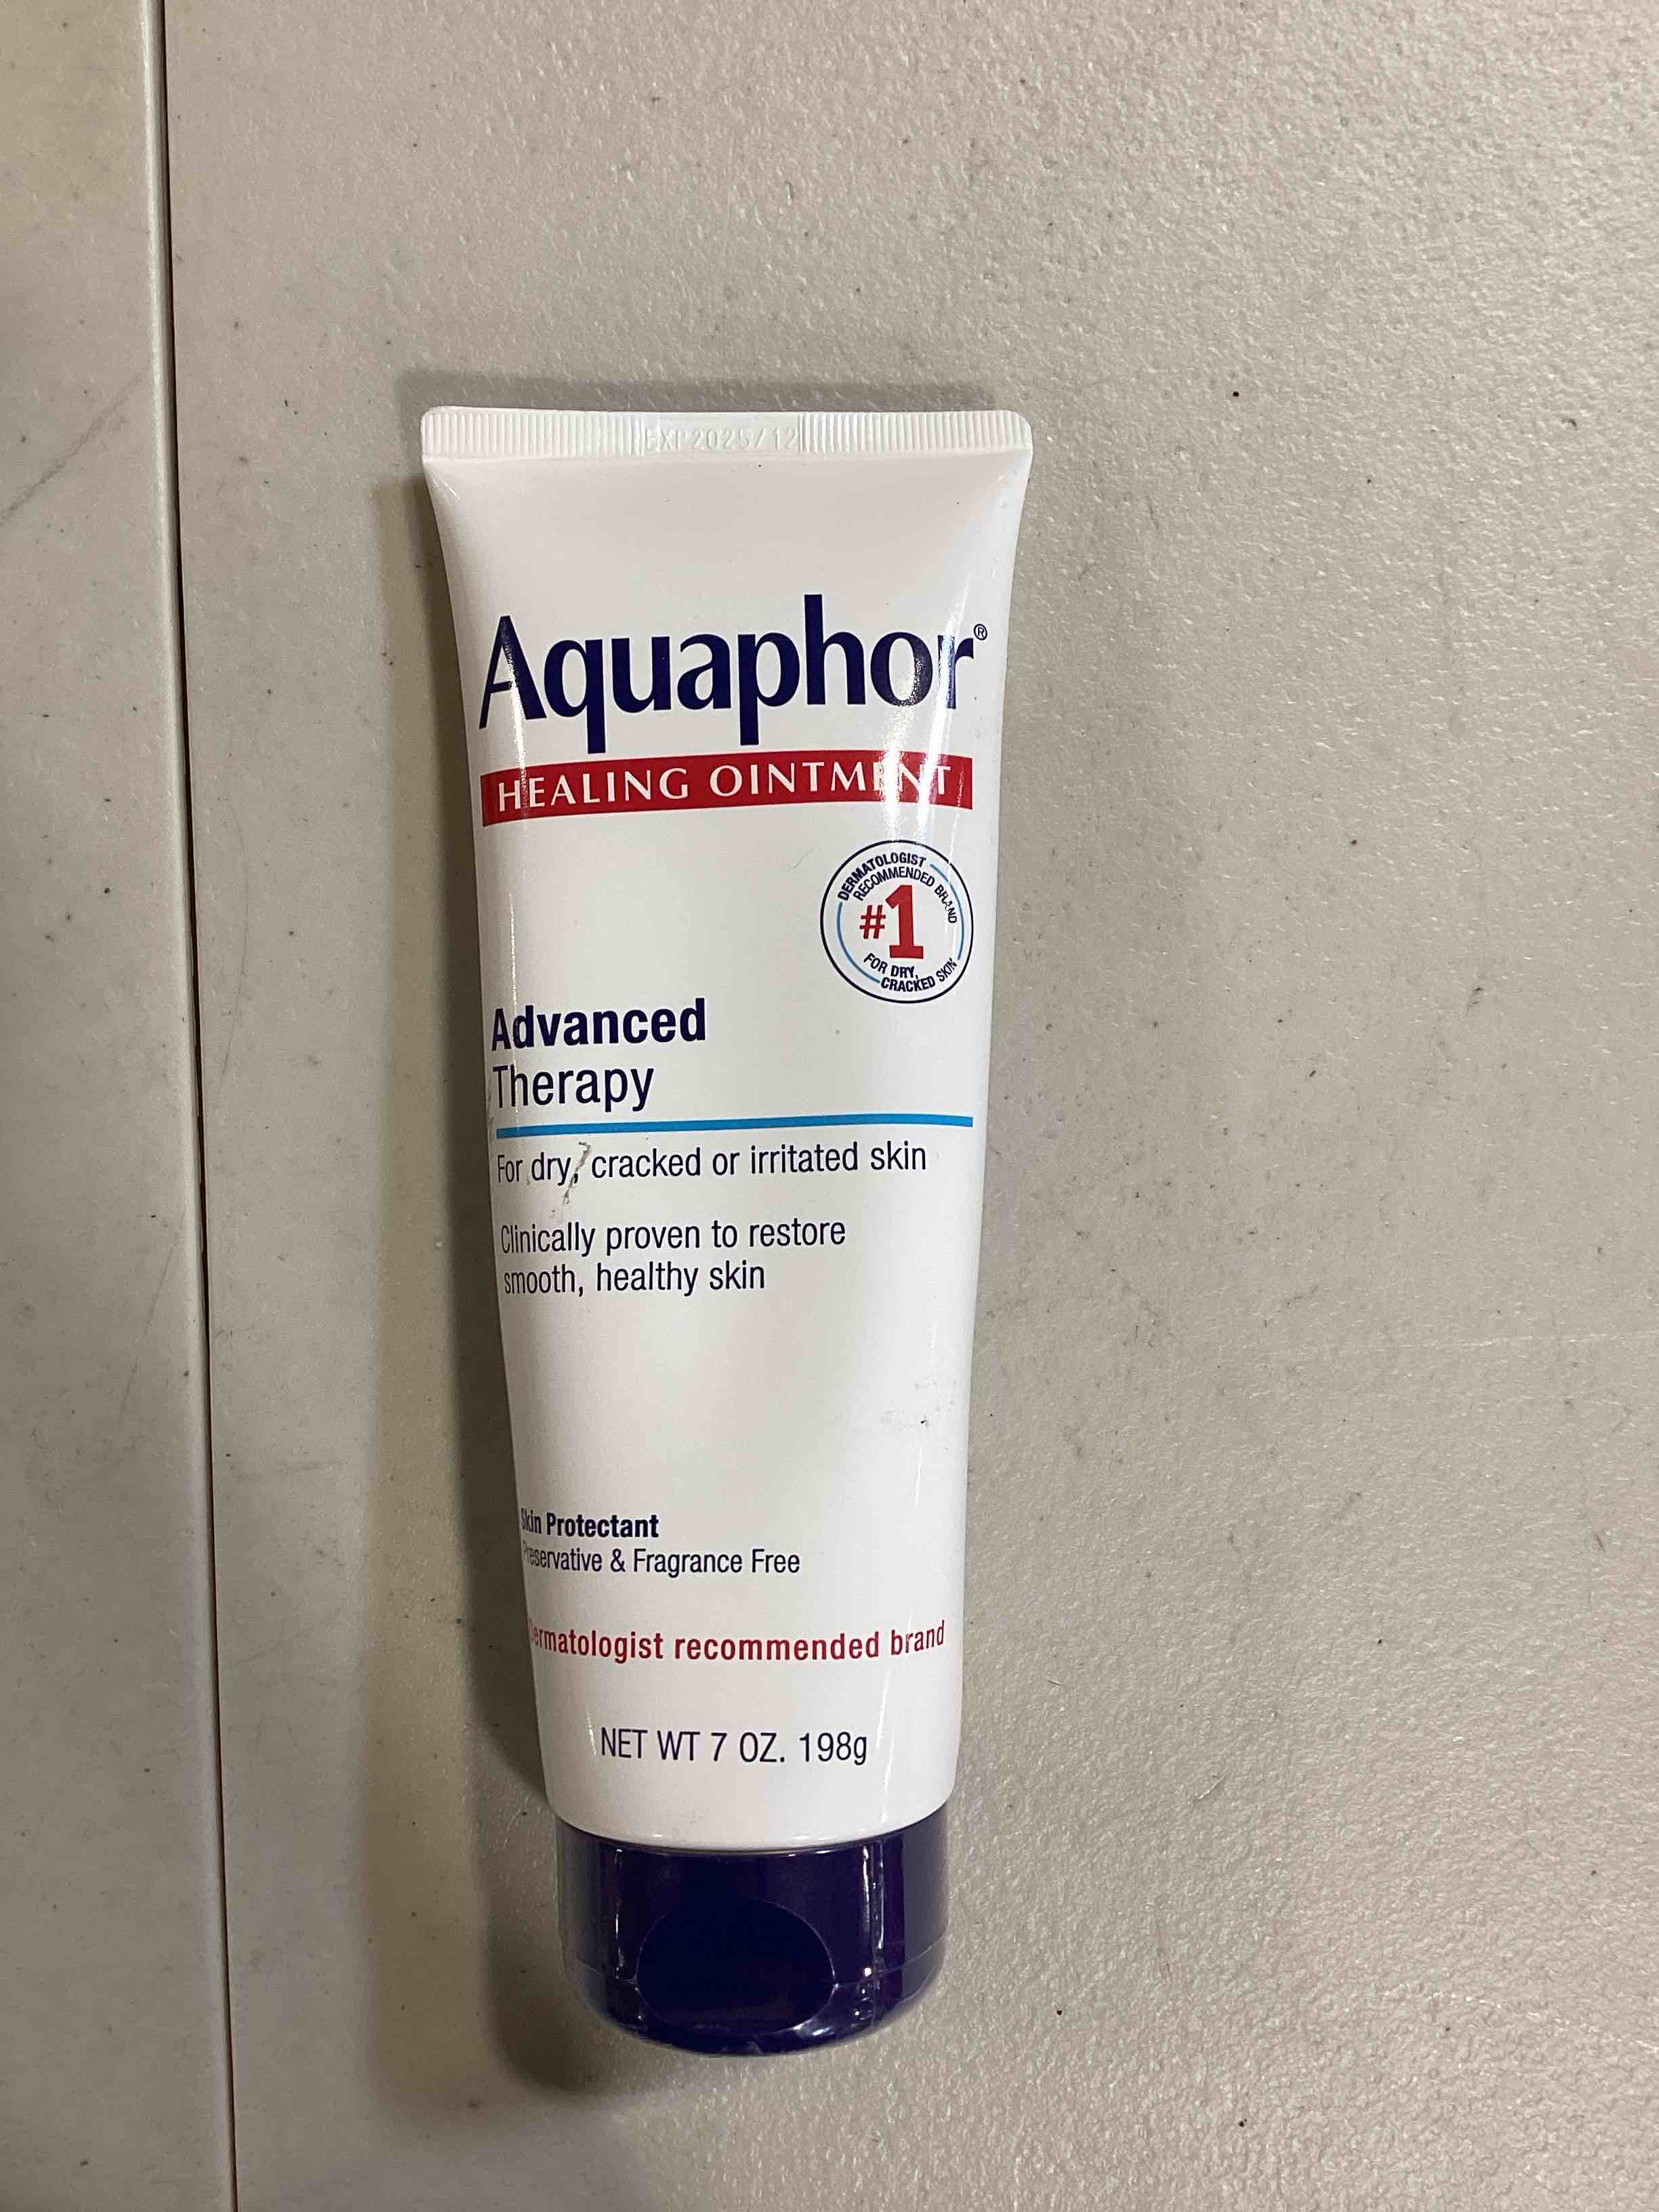 EXP2025/12
Aquaphor®
HEALING OINTMENT
DERMATOLOGIST
RECOMMENDED BRAND
#1
FOR DRY,
CRACKED SKIN
Advanced
Therapy
For dry, cracked or irritated skin
Clinically proven to restore
smooth, healthy skin
Skin Protectant
Preservative & Fragrance Free
Dermatologist recommended brand
NET WT 7 OZ. 198g